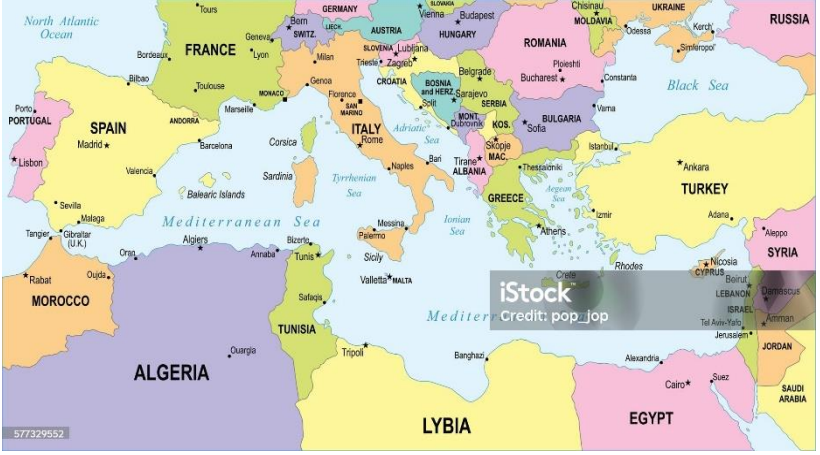 North Atlantic
Ocean
Tours
GERMANY
LIECH.
AUSTRIA
SLOVAKIA
Vienna
Budapest
Chisinau
MOLDAVIA
UKRAINE
RUSSIA
Bern
SWITZ.
Geneva
HUNGARY
Odessa
Kerch'
Simferopol'
FRANCE
Bordeaux
Lyon
Milan
SLOVENIA
Lubljana
Trieste
Zagreb
CROATIA
ROMANIA
Ploieshti
Bucharest
Constanta
Black Sea
Bilbao
Toulouse
Genoa
MONACO
Marseille
Florence
SAN
MARINO
BOSNIA
and HERZ.
Sarajevo
Split
Belgrade
SERBIA
Varna
BULGARIA
Sofia
Porto
PORTUGAL
SPAIN
Madrid
Lisbon
ANDORRA
Barcelona
Corsica
ITALY
Rome
Adriatic
Sea
MONT.
Dubrovnik
KOS.
Skopje
MAC.
Tirane
ALBANIA
Istanbul
Ankara
TURKEY
Valencia
Balearic Islands
Sardinia
Tyrrhenian
Sea
Naples
Bari
Thessaloniki
GREECE
Aegean
Sea
Izmir
Adana
Sevilla
Malaga
Gibraltar
(U.K.)
Tangier
Mediterranean Sea
Messina
Palermo
Sicily
Ionian
Sea
Athens
Aleppo
SYRIA
Oran
Algiers
Annaba
Bizerto
Tunis
Valletta
MALTA
Crete
Rhodes
Nicosia
CYPRUS
Beirut
LEBANON
Damascus
ISRAEL
Tel Aviv-Yafo
Amman
Jerusalem
JORDAN
Rabat
Oujda
MOROCCO
Safaqis
TUNISIA
iStock
Credit: pop_jop
Ouargla
ALGERIA
Tripoli
Banghazi
LYBIA
Alexandria
Cairo
Suez
EGYPT
SAUDI
ARABIA
577329552